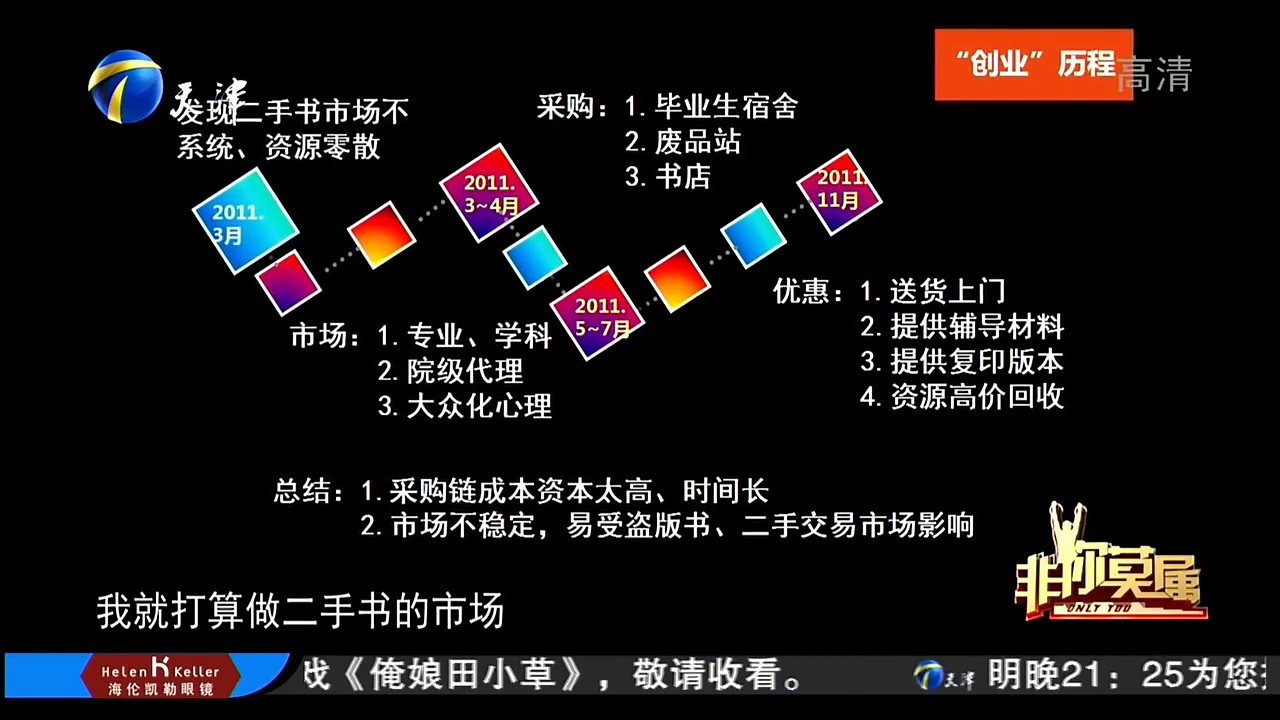 “创业”历程
高清
天津
发现二手书市场不
系统、资源零散
采购：1.毕业生宿舍
2.废品站
3.书店
2011.
3月
2011.
3~4月
2011.
5~7月
2011.
11月
市场：1.专业、学科
2.院级代理
3.大众化心理
优惠：1.送货上门
2.提供辅导材料
3.提供复印版本
4.资源高价回收
总结：1.采购链成本资本太高、时间长
2.市场不稳定，易受盗版书、二手交易市场影响
非你莫属
ONLY YOU
我就打算做二手书的市场
Helen Keller
海伦凯勒眼镜
戏《俺娘田小草》，敬请收看。
天津 明晚21：25为您